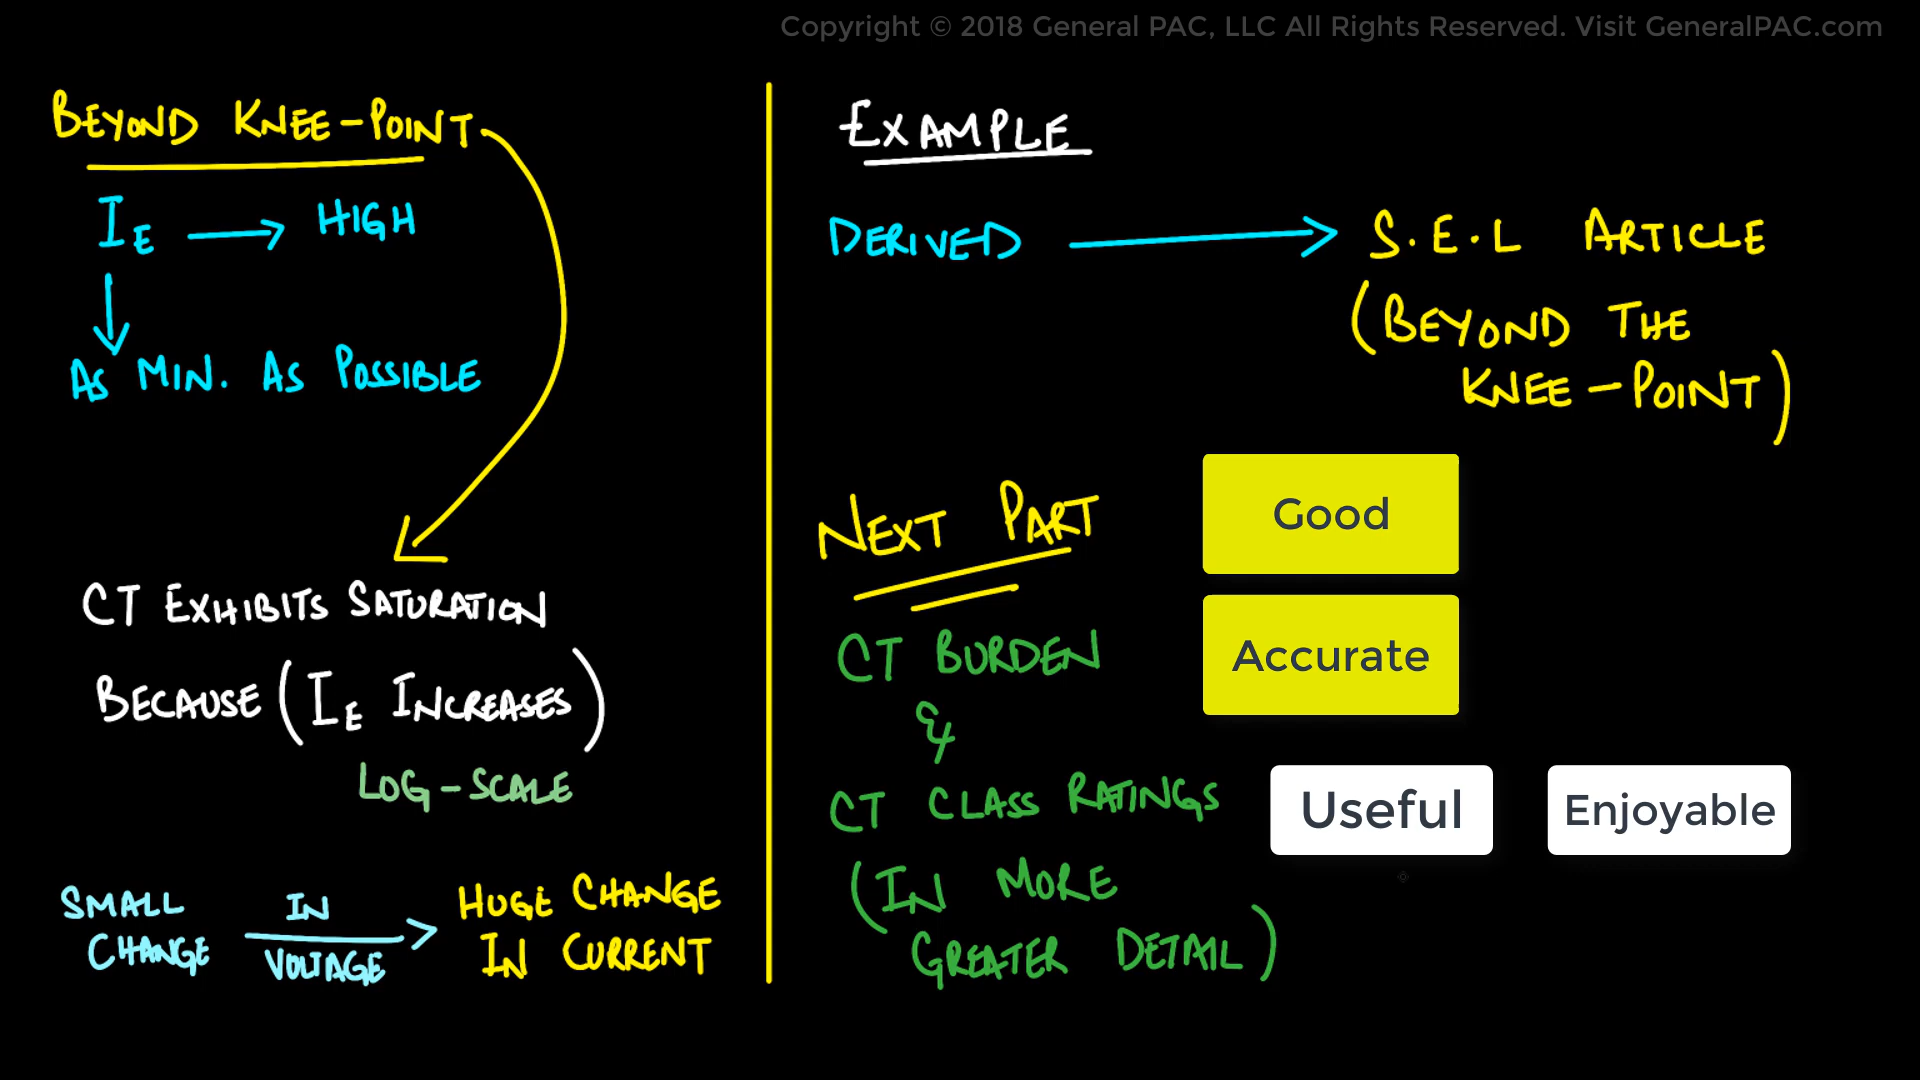 Copyright © 2018 General PAC, LLC All Rights Reserved. Visit GeneralPAC.com
BEYOND KNEE-POINT
IE → HIGH
↓
AS MIN. AS POSSIBLE
CT EXHIBITS SATURATION
BECAUSE (IE INCREASES)
LOG-SCALE
SMALL CHANGE IN VOLTAGE → HUGE CHANGE IN CURRENT
EXAMPLE
DERIVED → S.E.L ARTICLE
(BEYOND THE
KNEE-POINT)
NEXT PART
CT BURDEN
&
CT CLASS RATINGS
(IN MORE
GREATER DETAIL)
Good
Accurate
Useful
Enjoyable